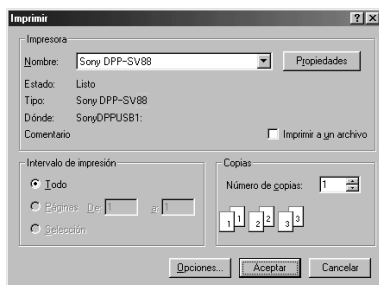 Imprimir
Impresora
Nombre: Sony DPP-SV88 Propiedades
Estado: Listo
Tipo: Sony DPP-SV88
Dónde: SonyDPPUSB1:
Comentario Imprimir a un archivo
Intervalo de impresión
Todo
Páginas De: 1 a: 1
Selección
Copias
Número de copias: 1
1 1 2 2 3 3
Opciones... Aceptar Cancelar